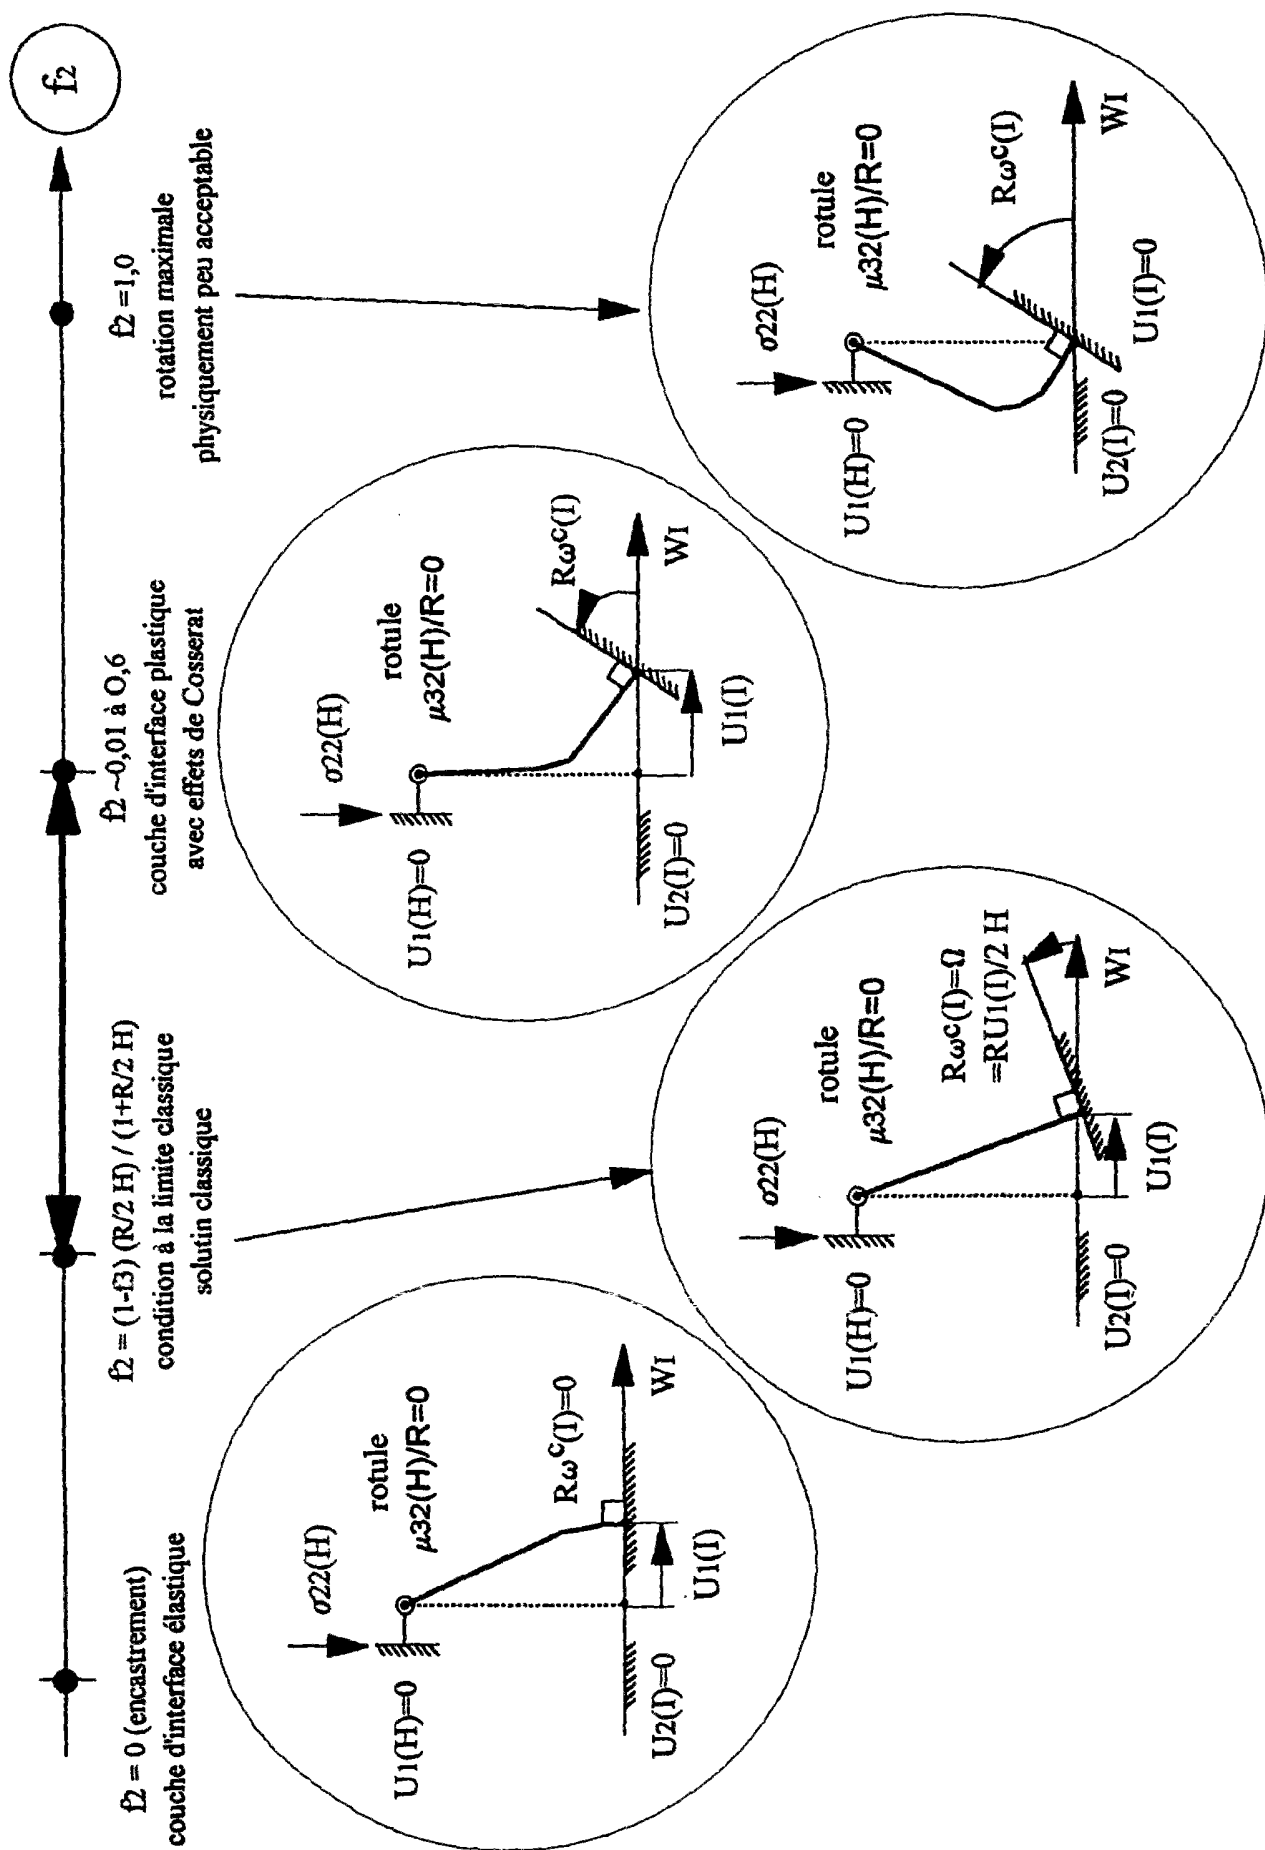 f2
f2 = 0 (encastrement)
couche d'interface élastique
f2 = (1-f3) (R/2 H) / (1+R/2 H)
condition à la limite classique
solutin classique
f2 ~0,01 à O,6
couche d'interface plastique
avec effets de Cosserat
f2 =1,0
rotation maximale
physiquement peu acceptable
σ22(H)
rotule
μ32(H)/R=0
U1(H)=0
Rωᶜ(I)=0
WI
U2(I)=0
U1(I)
σ22(H)
rotule
μ32(H)/R=0
U1(H)=0
Rωᶜ(I)=Ω
=RU1(I)/2 H
WI
U2(I)=0
U1(I)
σ22(H)
rotule
μ32(H)/R=0
U1(H)=0
Rωᶜ(I)
WI
U2(I)=0
U1(I)
σ22(H)
rotule
μ32(H)/R=0
U1(H)=0
Rωᶜ(I)
WI
U2(I)=0
U1(I)=0